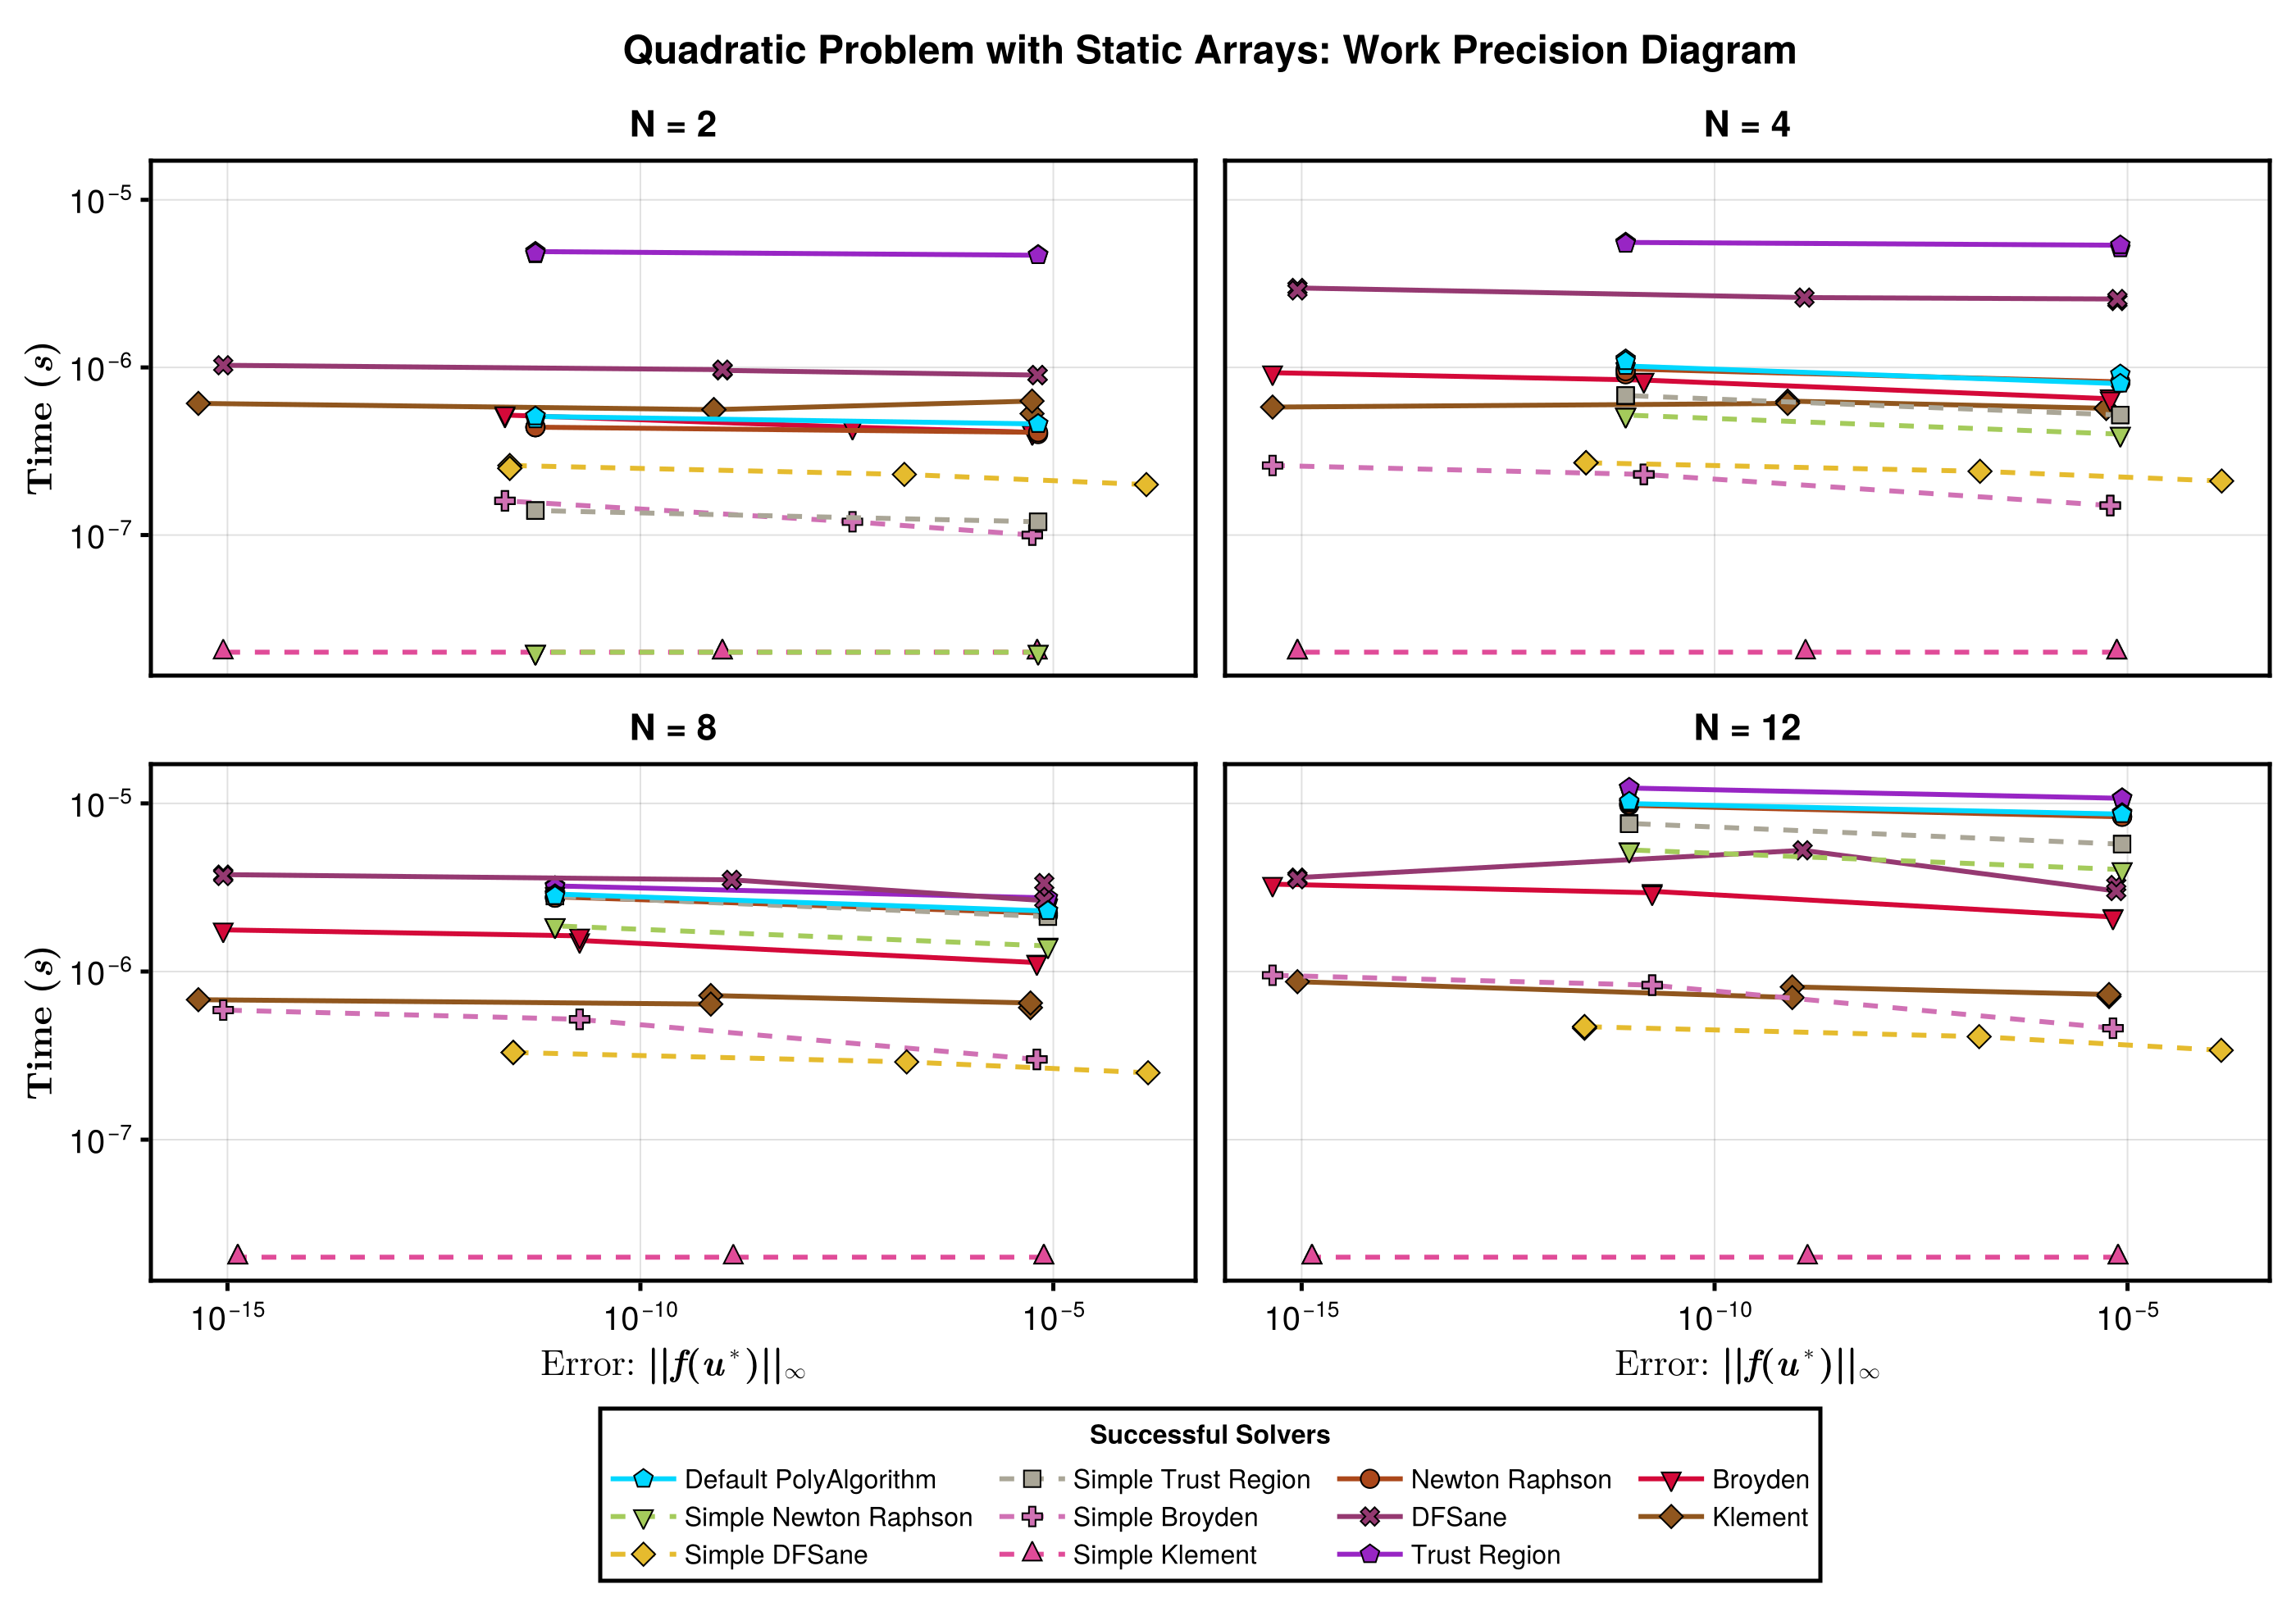 Quadratic Problem with Static Arrays: Work Precision Diagram
N = 2
N = 4
Time (s)
10⁻⁵
10⁻⁶
10⁻⁷
N = 8
N = 12
Time (s)
10⁻⁵
10⁻⁶
10⁻⁷
10⁻¹⁵ 10⁻¹⁰ 10⁻⁵
10⁻¹⁵ 10⁻¹⁰ 10⁻⁵
Error: ||f(u*)||∞
Error: ||f(u*)||∞
Successful Solvers
Default PolyAlgorithm Simple Trust Region Newton Raphson Broyden
Simple Newton Raphson Simple Broyden DFSane Klement
Simple DFSane Simple Klement Trust Region